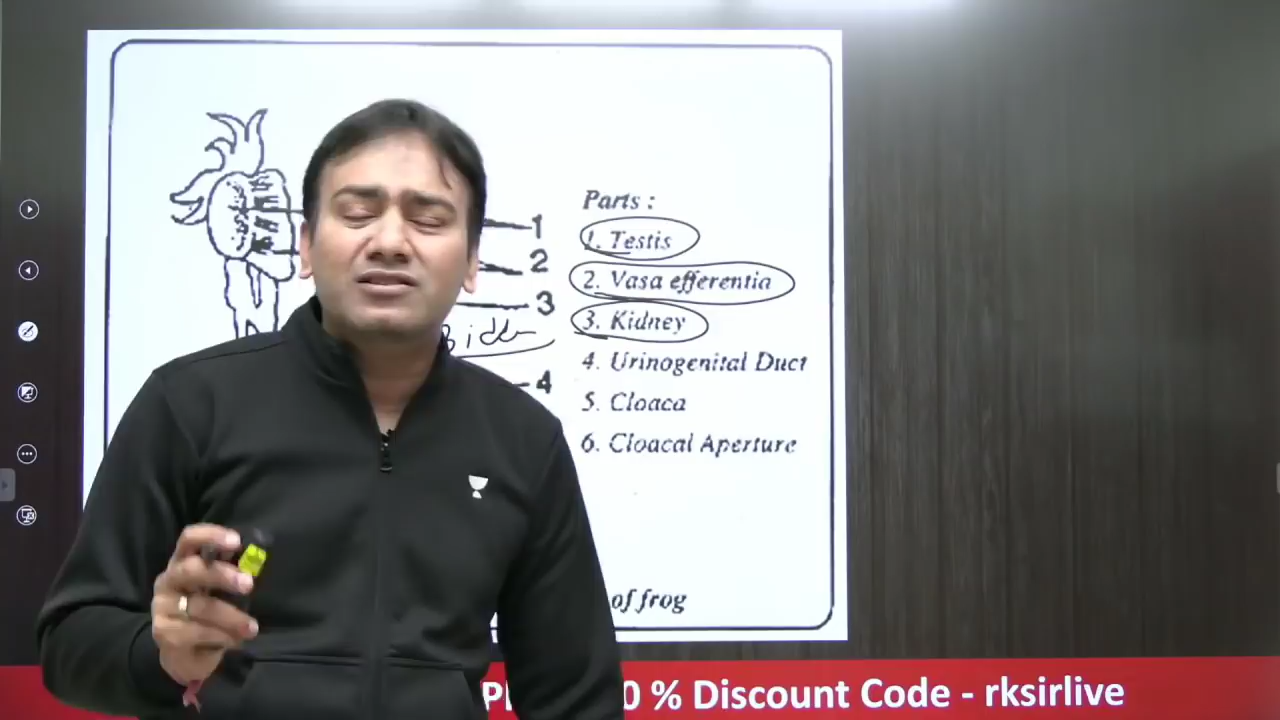 1
2
3
4
Parts :
1. Testis
2. Vasa efferentia
3. Kidney
4. Urinogenital Duct
5. Cloaca
6. Cloacal Aperture
of frog
0 % Discount Code - rksirlive